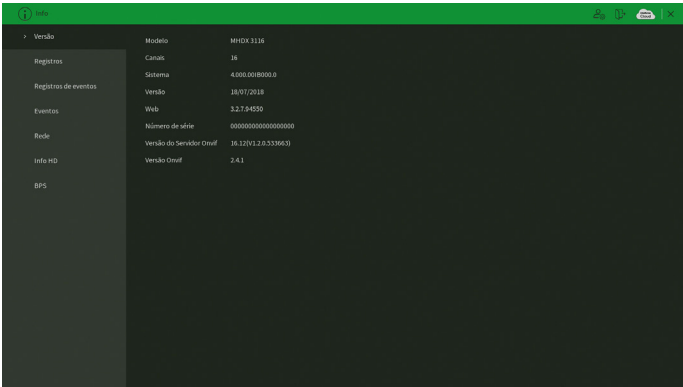 Info
Versão
Registros
Registros de eventos
Eventos
Rede
Info HD
BPS
Modelo MHDX 3116
Canais 16
Sistema 4.000.00IB000.0
Versão 18/07/2018
Web 3.2.7.94550
Número de série 000000000000000000
Versão do Servidor Onvif 16.12(V1.2.0.533663)
Versão Onvif 2.4.1